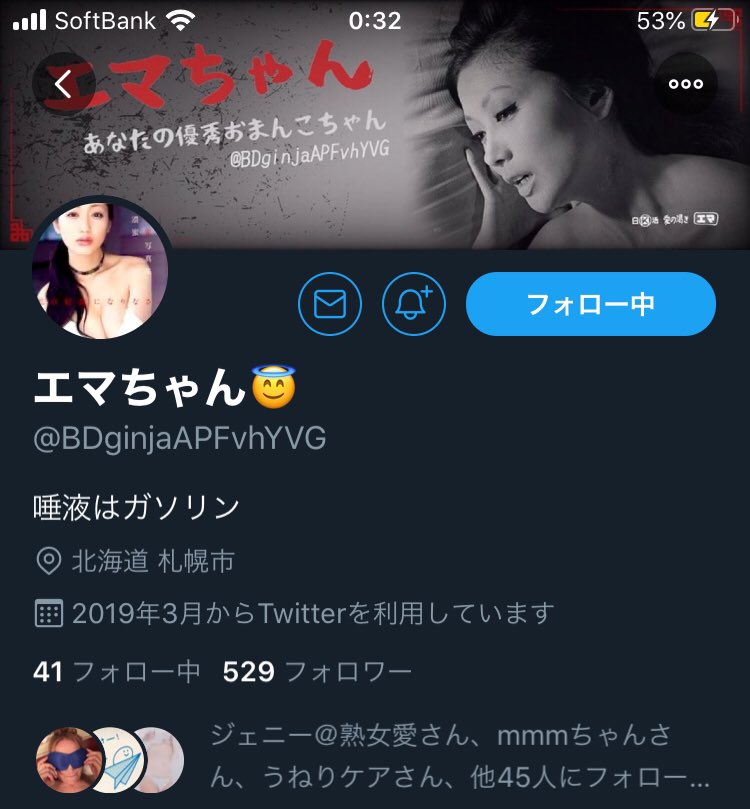 SoftBank 0:32 53%
エマちゃん
あなたの優秀おまんこちゃん
@BDginjaAPFvhYVG
エマ
フォロー中
エマちゃん😇
@BDginjaAPFvhYVG
唾液はガソリン
北海道 札幌市
2019年3月からTwitterを利用しています
41 フォロー中 529 フォロワー
ジェニー@熟女愛さん、mmmちゃんさ
ん、うねりケアさん、他45人にフォロー...